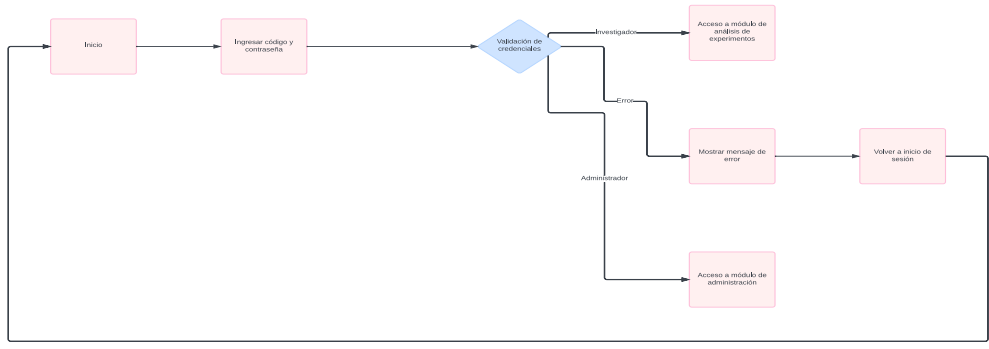 Inicio
Ingresar código y
contraseña
Validación de
credenciales
Investigador
Acceso a módulo de
análisis de
experimentos
Error
Mostrar mensaje de
error
Volver a inicio de
sesión
Administrador
Acceso a módulo de
administración